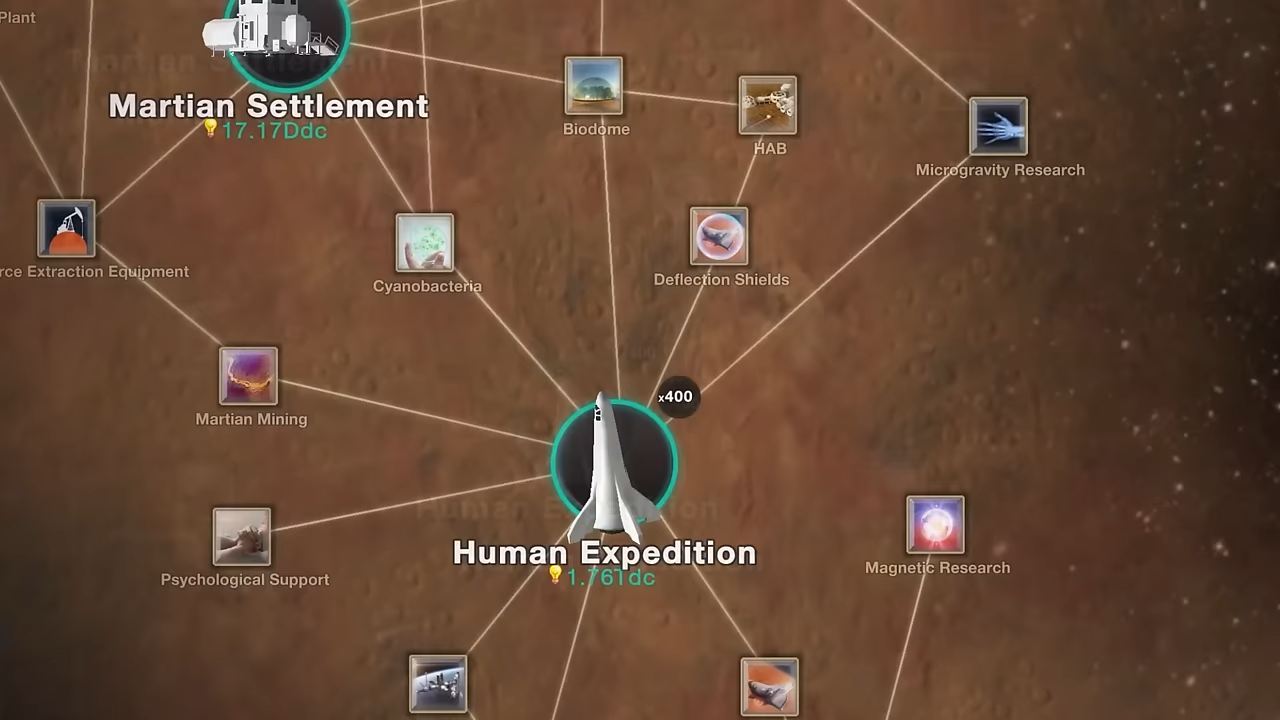 Plant
Martian Settlement
17.17Ddc
Biodome
HAB
Microgravity Research
rce Extraction Equipment
Cyanobacteria
Deflection Shields
Martian Mining
x400
Human Expedition
1.76Tdc
Psychological Support
Magnetic Research